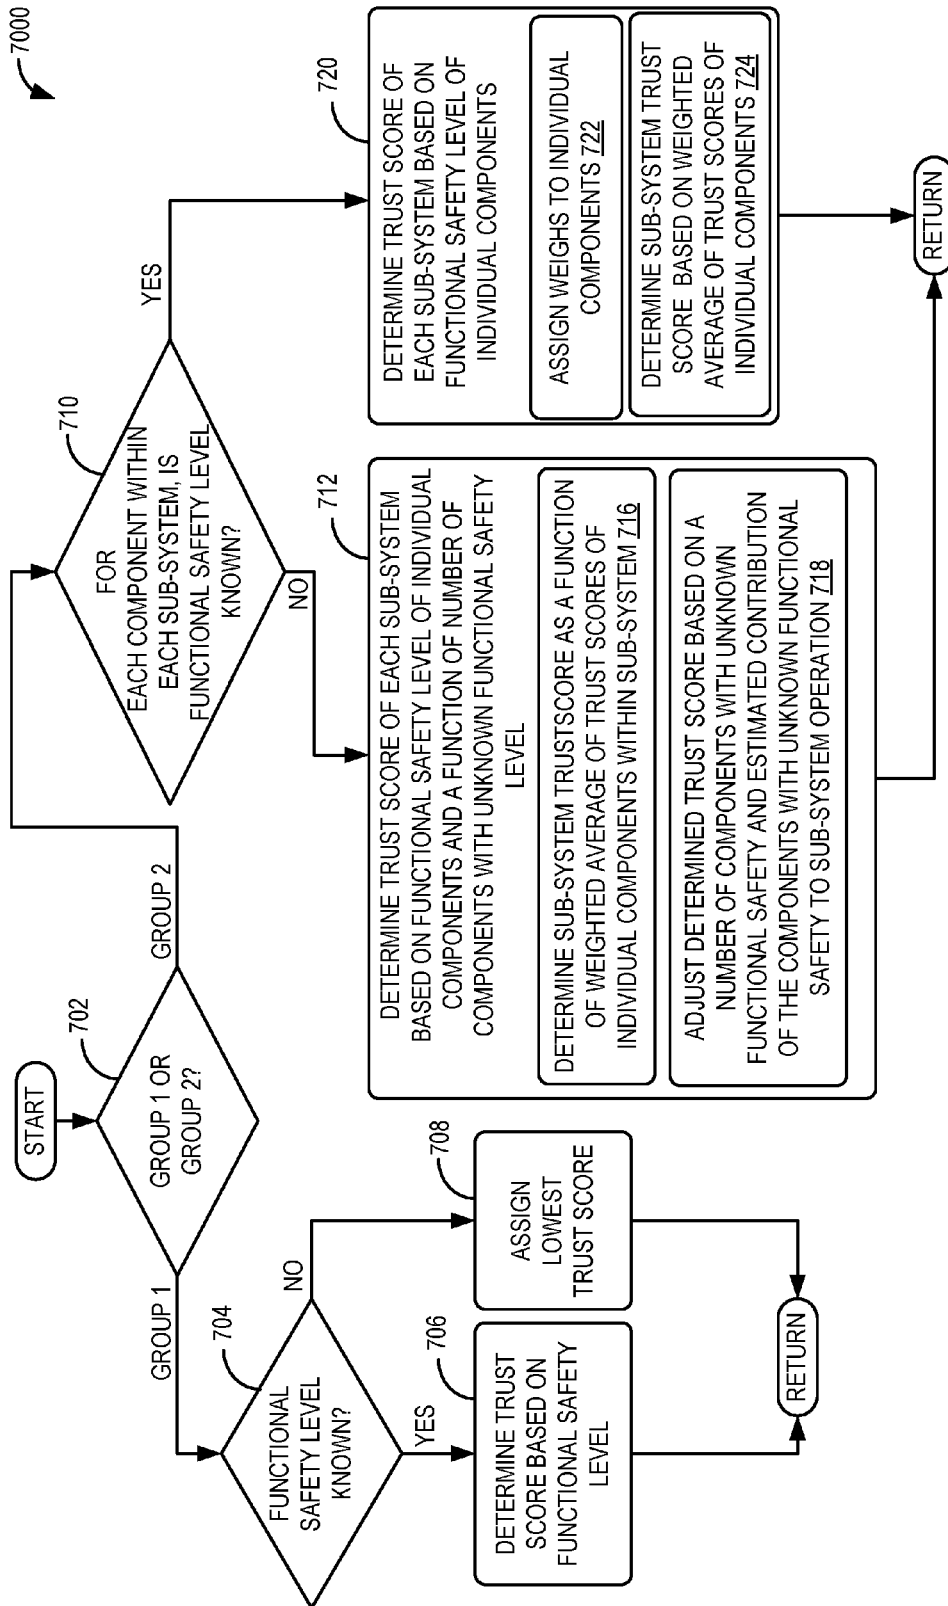 7000
START
702
GROUP 1 OR
GROUP 2?
GROUP 1
GROUP 2
704
FUNCTIONAL
SAFETY LEVEL
KNOWN?
YES
NO
706
DETERMINE TRUST
SCORE BASED ON
FUNCTIONAL SAFETY
LEVEL
708
ASSIGN
LOWEST
TRUST SCORE
RETURN
710
FOR
EACH COMPONENT WITHIN
EACH SUB-SYSTEM, IS
FUNCTIONAL SAFETY LEVEL
KNOWN?
NO
YES
712
DETERMINE TRUST SCORE OF EACH SUB-SYSTEM
BASED ON FUNCTIONAL SAFETY LEVEL OF INDIVIDUAL
COMPONENTS AND A FUNCTION OF NUMBER OF
COMPONENTS WITH UNKNOWN FUNCTIONAL SAFETY
LEVEL
DETERMINE SUB-SYSTEM TRUSTSCORE AS A FUNCTION
OF WEIGHTED AVERAGE OF TRUST SCORES OF
INDIVIDUAL COMPONENTS WITHIN SUB-SYSTEM 716
ADJUST DETERMINED TRUST SCORE BASED ON A
NUMBER OF COMPONENTS WITH UNKNOWN
FUNCTIONAL SAFETY AND ESTIMATED CONTRIBUTION
OF THE COMPONENTS WITH UNKNOWN FUNCTIONAL
SAFETY TO SUB-SYSTEM OPERATION 718
720
DETERMINE TRUST SCORE OF
EACH SUB-SYSTEM BASED ON
FUNCTIONAL SAFETY LEVEL OF
INDIVIDUAL COMPONENTS
ASSIGN WEIGHS TO INDIVIDUAL
COMPONENTS 722
DETERMINE SUB-SYSTEM TRUST
SCORE BASED ON WEIGHTED
AVERAGE OF TRUST SCORES OF
INDIVIDUAL COMPONENTS 724
RETURN